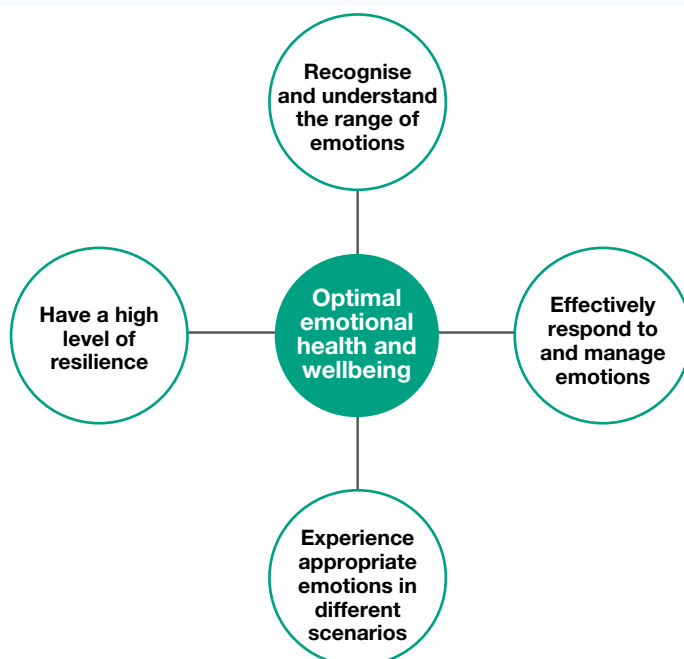 Recognise
and understand
the range of
emotions
Have a high
level of
resilience
Optimal
emotional
health and
wellbeing
Effectively
respond to
and manage
emotions
Experience
appropriate
emotions in
different
scenarios